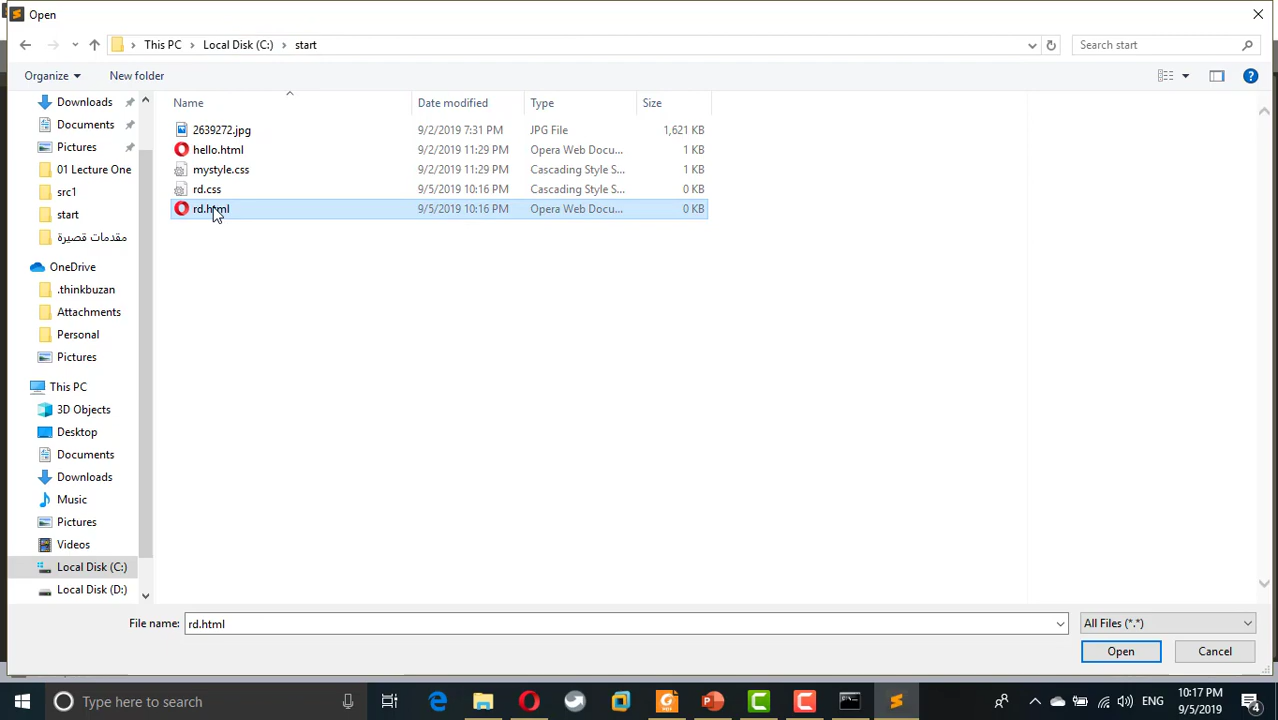 Open
This PC
Local Disk (C:)
start
Search start
Organize
New folder
Downloads
Documents
Pictures
01 Lecture One
src1
start
مقدمات قصيرة
OneDrive
.thinkbuzan
Attachments
Personal
Pictures
This PC
3D Objects
Desktop
Documents
Downloads
Music
Pictures
Videos
Local Disk (C:)
Local Disk (D:)
Name Date modified Type Size
2639272.jpg 9/2/2019 7:31 PM JPG File 1,621 KB
hello.html 9/2/2019 11:29 PM Opera Web Docu... 1 KB
mystyle.css 9/2/2019 11:29 PM Cascading Style S... 1 KB
rd.css 9/5/2019 10:16 PM Cascading Style S... 0 KB
rd.html 9/5/2019 10:16 PM Opera Web Docu... 0 KB
File name: rd.html All Files (*.*)
Open Cancel
Type here to search
ENG
10:17 PM
9/5/2019
4